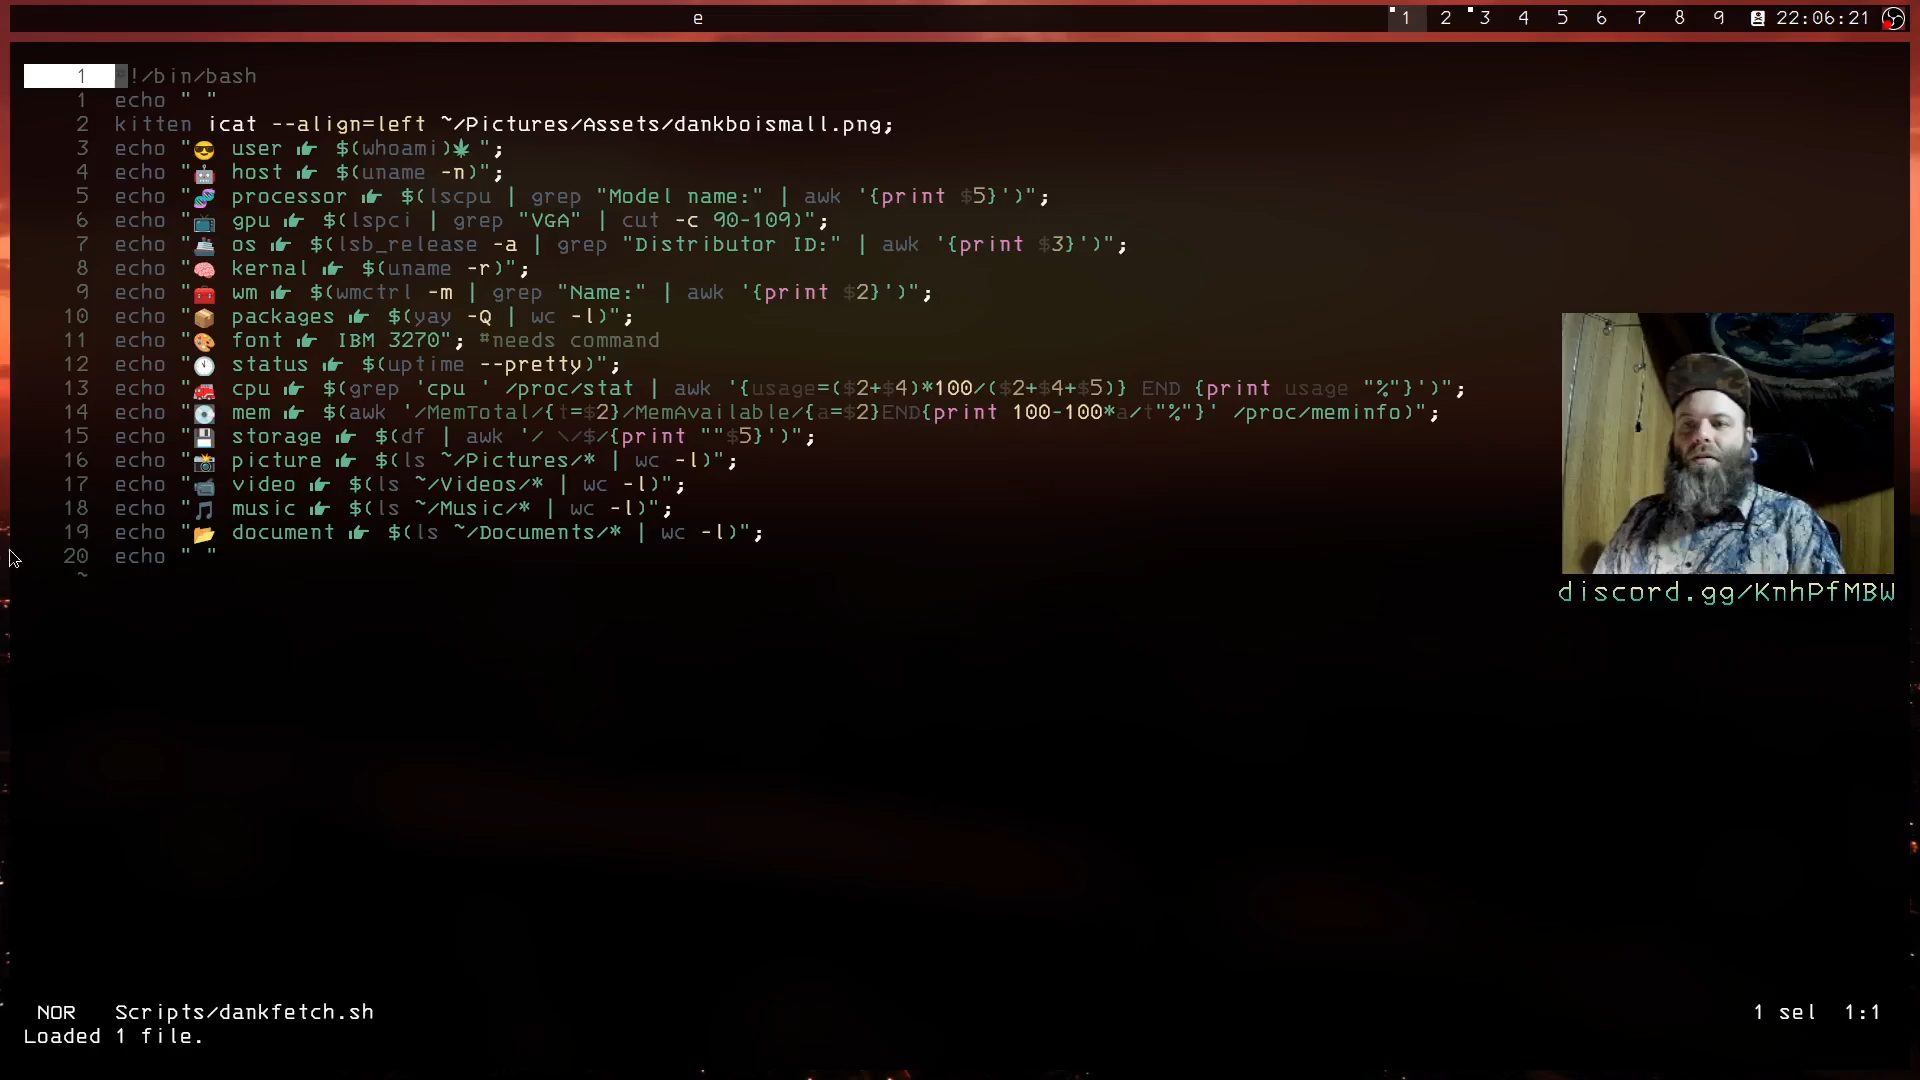 e 1 2 3 4 5 6 7 8 9 22:06:21
1 #!/bin/bash
1 echo " "
2 kitten icat --align=left ~/Pictures/Assets/dankboismall.png;
3 echo "😎 user 👉 $(whoami)🌿 ";
4 echo "🤖 host 👉 $(uname -n)";
5 echo "🧬 processor 👉 $(lscpu | grep "Model name:" | awk '{print $5}')";
6 echo "📺 gpu 👉 $(lspci | grep "VGA" | cut -c 90-109)";
7 echo "🚢 os 👉 $(lsb_release -a | grep "Distributor ID:" | awk '{print $3}')";
8 echo "🧠 kernal 👉 $(uname -r)";
9 echo "🧰 wm 👉 $(wmctrl -m | grep "Name:" | awk '{print $2}')";
10 echo "📦 packages 👉 $(yay -Q | wc -l)";
11 echo "🎨 font 👉 IBM 3270"; #needs command
12 echo "🕚 status 👉 $(uptime --pretty)";
13 echo "🚒 cpu 👉 $(grep 'cpu ' /proc/stat | awk '{usage=($2+$4)*100/($2+$4+$5)} END {print usage "%"}')";
14 echo "💽 mem 👉 $(awk '/MemTotal/{t=$2}/MemAvailable/{a=$2}END{print 100-100*a/t"%"}' /proc/meminfo)";
15 echo "💾 storage 👉 $(df | awk '/ \/$/{print ""$5}')";
16 echo "📸 picture 👉 $(ls ~/Pictures/* | wc -l)";
17 echo "📹 video 👉 $(ls ~/Videos/* | wc -l)";
18 echo "🎵 music 👉 $(ls ~/Music/* | wc -l)";
19 echo "📂 document 👉 $(ls ~/Documents/* | wc -l)";
20 echo " "
~
discord.gg/KnhPfMBW
NOR Scripts/dankfetch.sh 1 sel 1:1
Loaded 1 file.